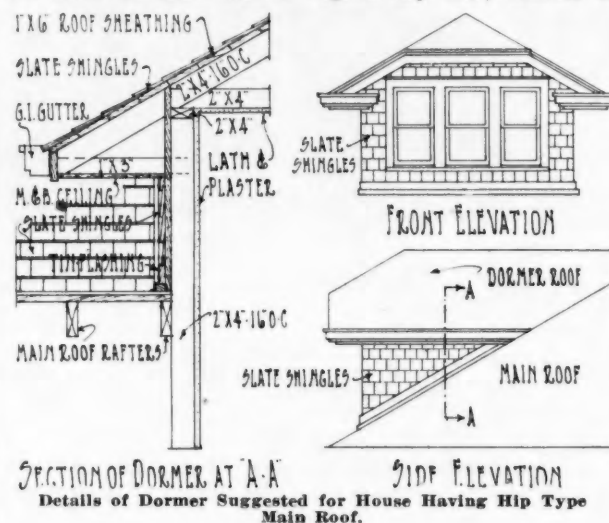 1"X6" ROOF SHEATHING
SLATE SHINGLES
2"X4"-16"O-C
2"X4"
G.I. GUTTER
2"X4"
1"X3"
LATH &
PLASTER
M.&B. CEILING
SLATE SHINGLES
TIN FLASHING
2"X4"-16"O-C
MAIN ROOF RAFTERS
SECTION OF DORMER AT "A-A"
SLATE
SHINGLES
FRONT ELEVATION
DORMER ROOF
A
SLATE SHINGLES
MAIN ROOF
A
SIDE ELEVATION
Details of Dormer Suggested for House Having Hip Type
Main Roof.